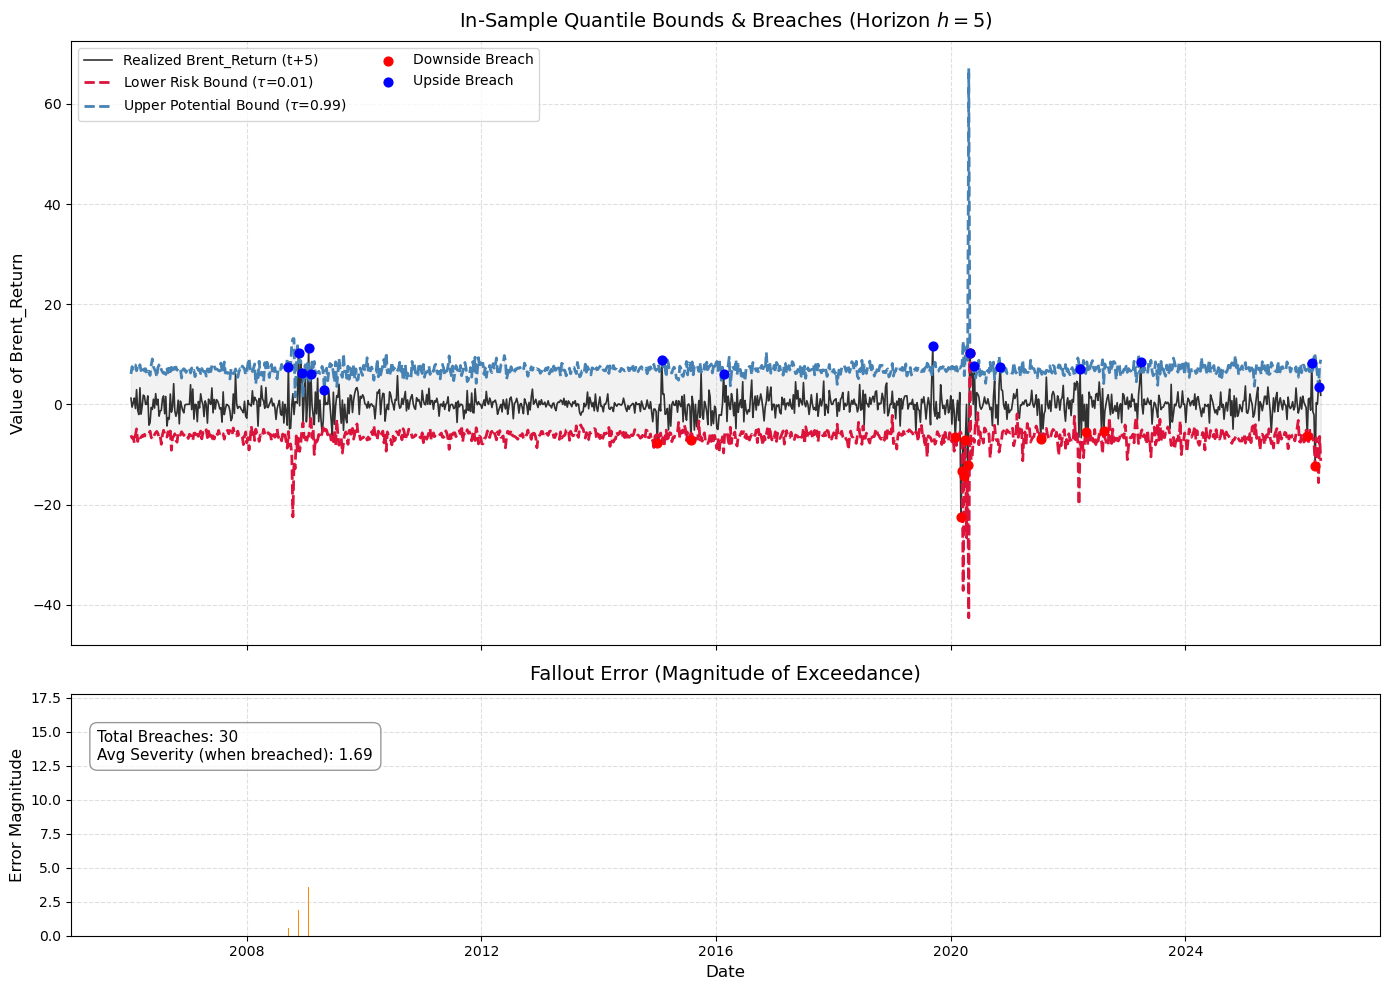 In-Sample Quantile Bounds & Breaches (Horizon h = 5)
Realized Brent_Return (t+5)
Lower Risk Bound (τ=0.01)
Upper Potential Bound (τ=0.99)
Downside Breach
Upside Breach
Value of Brent_Return
60
40
20
0
−20
−40
Fallout Error (Magnitude of Exceedance)
Total Breaches: 30
Avg Severity (when breached): 1.69
Error Magnitude
17.5
15.0
12.5
10.0
7.5
5.0
2.5
0.0
2008
2012
2016
2020
2024
Date